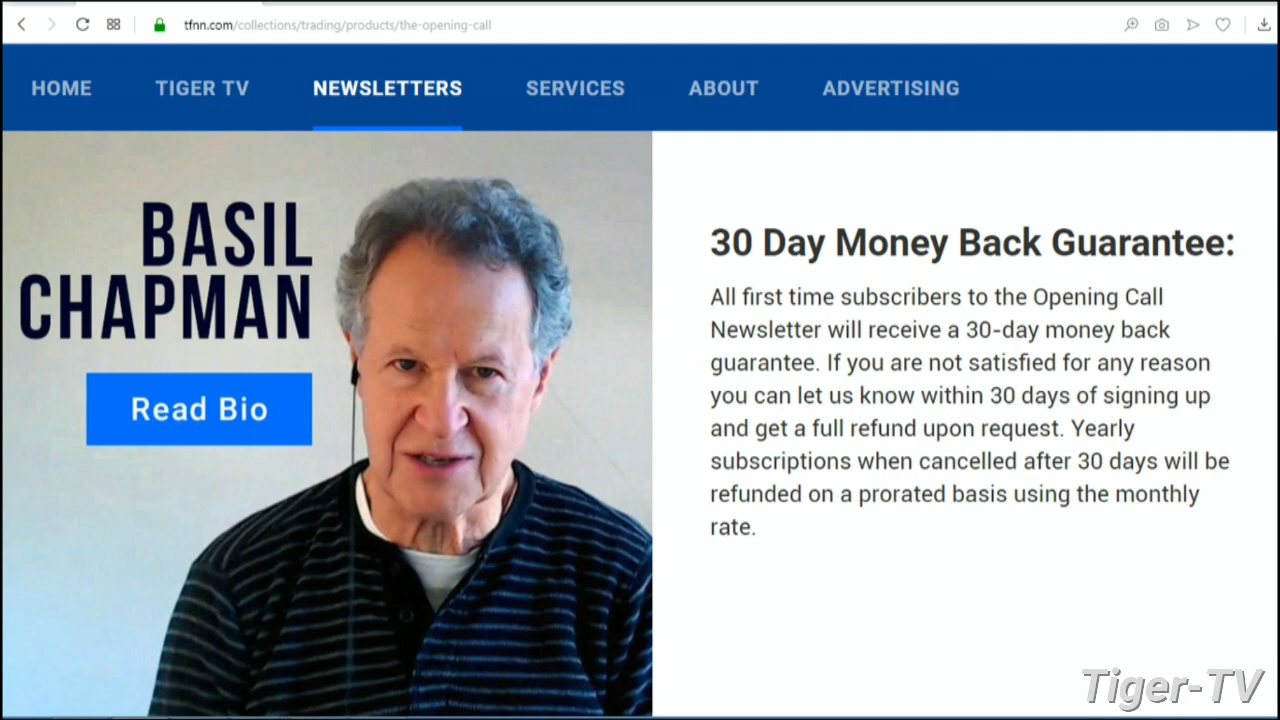 tfnn.com/collections/trading/products/the-opening-call
HOME TIGER TV NEWSLETTERS SERVICES ABOUT ADVERTISING
BASIL
CHAPMAN
Read Bio
30 Day Money Back Guarantee:
All first time subscribers to the Opening Call
Newsletter will receive a 30-day money back
guarantee. If you are not satisfied for any reason
you can let us know within 30 days of signing up
and get a full refund upon request. Yearly
subscriptions when cancelled after 30 days will be
refunded on a prorated basis using the monthly
rate.
Tiger-TV